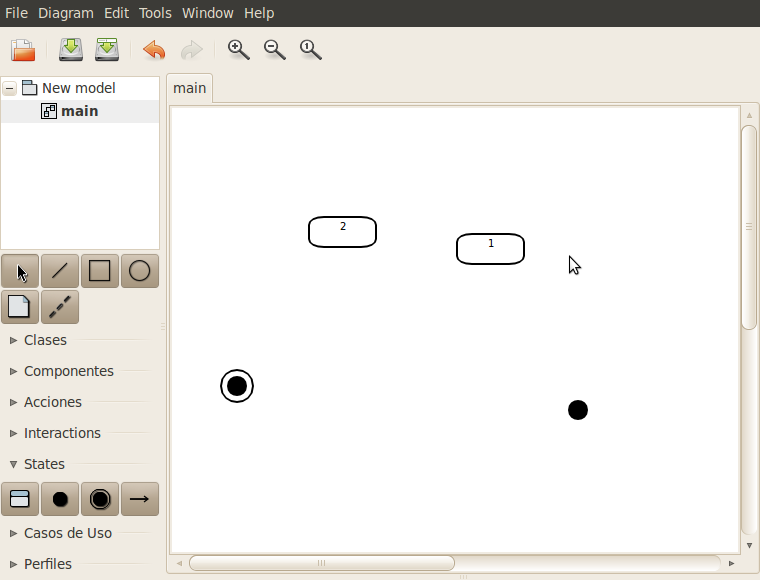 File Diagram Edit Tools Window Help
1
New model
main
main
2
1
Clases
Componentes
Acciones
Interactions
States
Casos de Uso
Perfiles